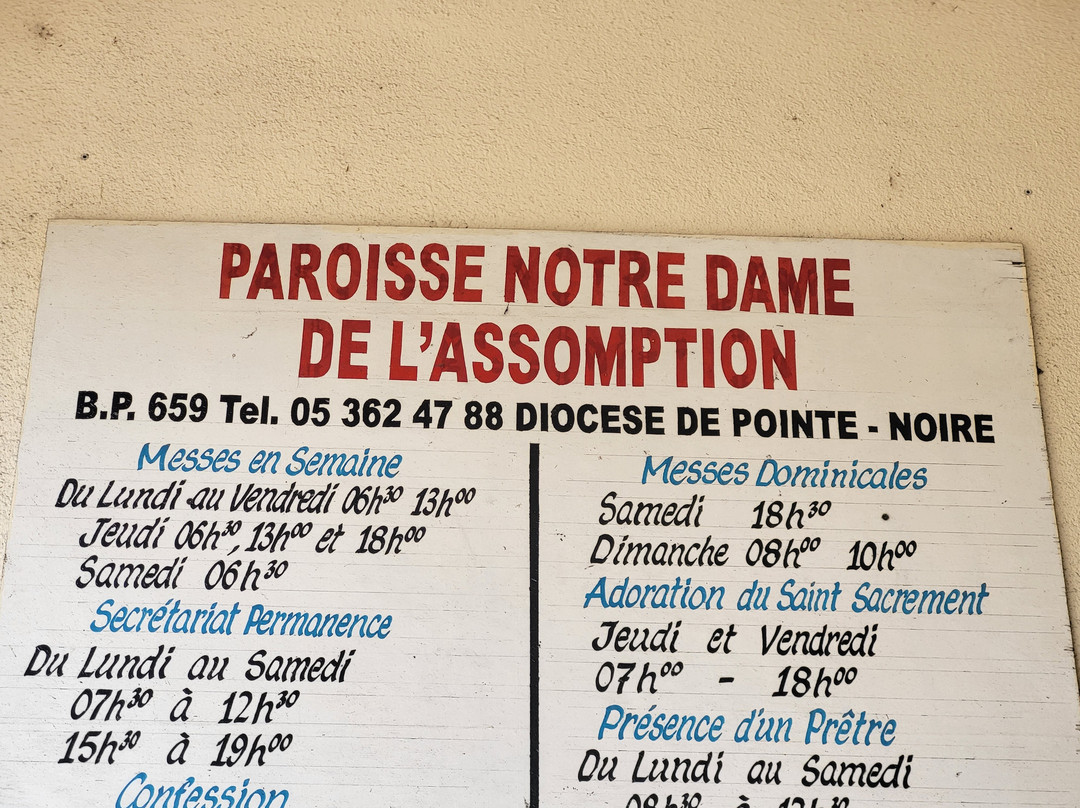 PAROISSE NOTRE DAME
DE L'ASSOMPTION
B.P. 659 Tel. 05 362 47 88 DIOCESE DE POINTE - NOIRE
Messes en Semaine
Du Lundi au Vendredi 06h30 13h00
Jeudi 06h30, 13h00 et 18h00
Samedi 06h30
Secrétariat Permanence
Du Lundi au Samedi
07h30 à 12h30
15h30 à 19h00
Confession
Messes Dominicales
Samedi 18h30
Dimanche 08h00 10h00
Adoration du Saint Sacrement
Jeudi et Vendredi
07h00 - 18h00
Présence d'un Prêtre
Du Lundi au Samedi
08h30 à 12h30